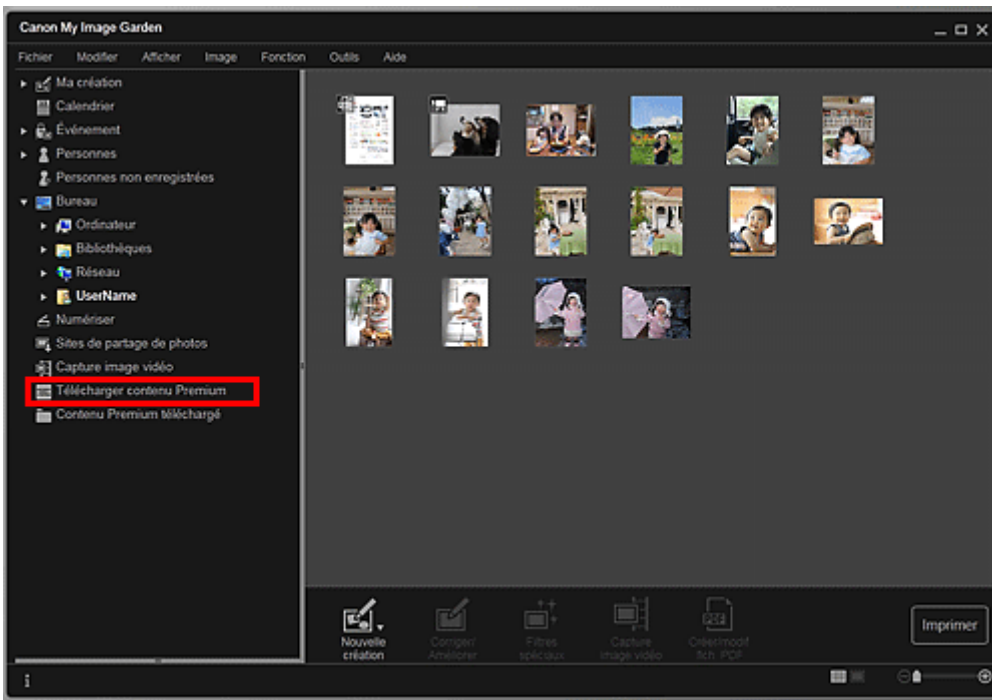 Canon My Image Garden
Fichier Modifier Afficher Image Fonction Outils Aide
Ma création
Calendrier
Événement
Personnes
Personnes non enregistrées
Bureau
Ordinateur
Bibliothèques
Réseau
UserName
Numériser
Sites de partage de photos
Capture image vidéo
Télécharger contenu Premium
Contenu Premium téléchargé
Nouvelle
création
Corriger/
Améliorer
Filtres
spéciaux
Capture
image vidéo
Créer/modif
fich. PDF
Imprimer